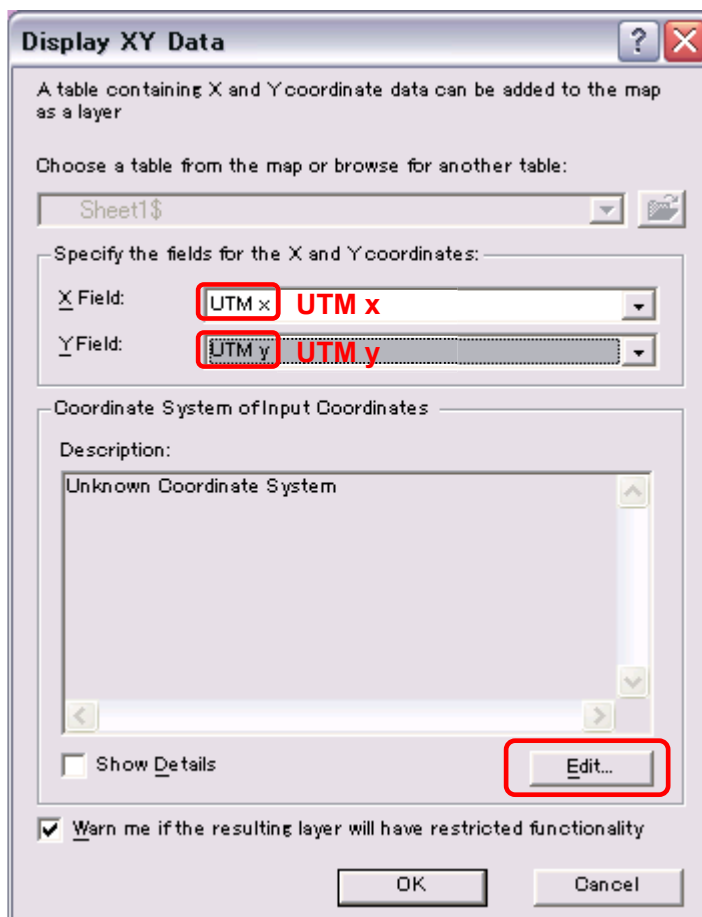 Display XY Data
?
A table containing X and Y coordinate data can be added to the map
as a layer
Choose a table from the map or browse for another table:
Sheet1$
Specify the fields for the X and Y coordinates:
X Field:
UTM x UTM x
Y Field:
UTM y UTM y
Coordinate System of Input Coordinates
Description:
Unknown Coordinate System
Show Details
Edit...
Warn me if the resulting layer will have restricted functionality
OK
Cancel